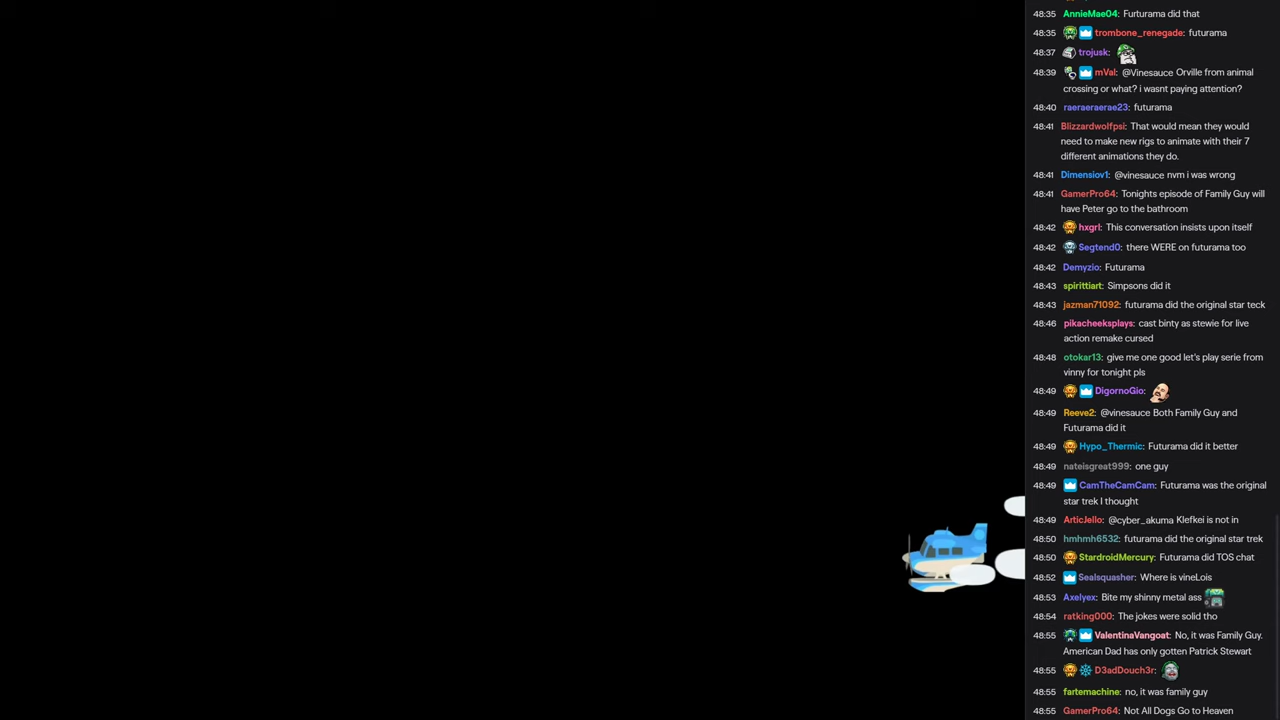 48:35 AnnieMae04: Furturama did that
48:35 trombone_renegade: futurama
48:37 trojusk:
48:39 mVal: @Vinesauce Orville from animal
crossing or what? i wasnt paying attention?
48:40 raeraeraerae23: futurama
48:41 Blizzardwolfpsi: That would mean they would
need to make new rigs to animate with their 7
different animations they do.
48:41 Dimensiov1: @vinesauce nvm i was wrong
48:41 GamerPro64: Tonights episode of Family Guy will
have Peter go to the bathroom
48:42 hxgrl: This conversation insists upon itself
48:42 Segtend0: there WERE on futurama too
48:42 Demyzio: Futurama
48:43 spirittiart: Simpsons did it
48:43 jazman71092: futurama did the original star teck
48:46 pikacheeksplays: cast binty as stewie for live
action remake cursed
48:48 otokar13: give me one good let's play serie from
vinny for tonight pls
48:49 DigornoGio:
48:49 Reeve2: @vinesauce Both Family Guy and
Futurama did it
48:49 Hypo_Thermic: Futurama did it better
48:49 nateisgreat999: one guy
48:49 CamTheCamCam: Futurama was the original
star trek I thought
48:49 ArticJello: @cyber_akuma Klefkei is not in
48:50 hmhmh6532: futurama did the original star trek
48:50 StardroidMercury: Futurama did TOS chat
48:52 Sealsquasher: Where is vineLois
48:53 Axelyex: Bite my shinny metal ass
48:54 ratking000: The jokes were solid tho
48:55 ValentinaVangoat: No, it was Family Guy.
American Dad has only gotten Patrick Stewart
48:55 D3adDouch3r:
48:55 fartemachine: no, it was family guy
48:55 GamerPro64: Not All Dogs Go to Heaven